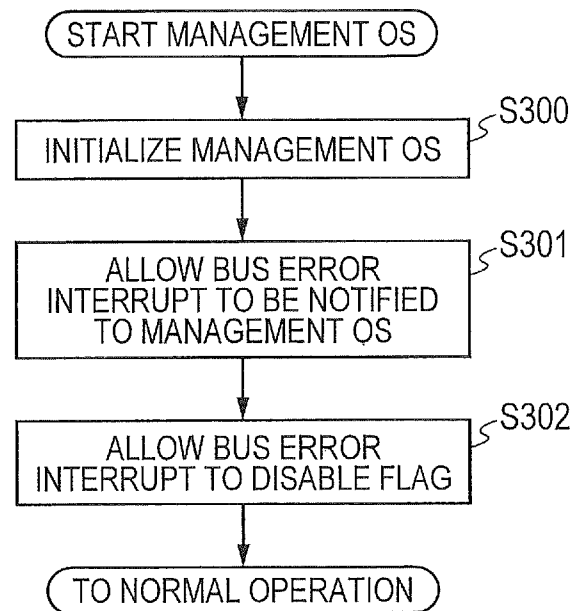 START MANAGEMENT OS
S300
INITIALIZE MANAGEMENT OS
S301
ALLOW BUS ERROR
INTERRUPT TO BE NOTIFIED
TO MANAGEMENT OS
S302
ALLOW BUS ERROR
INTERRUPT TO DISABLE FLAG
TO NORMAL OPERATION